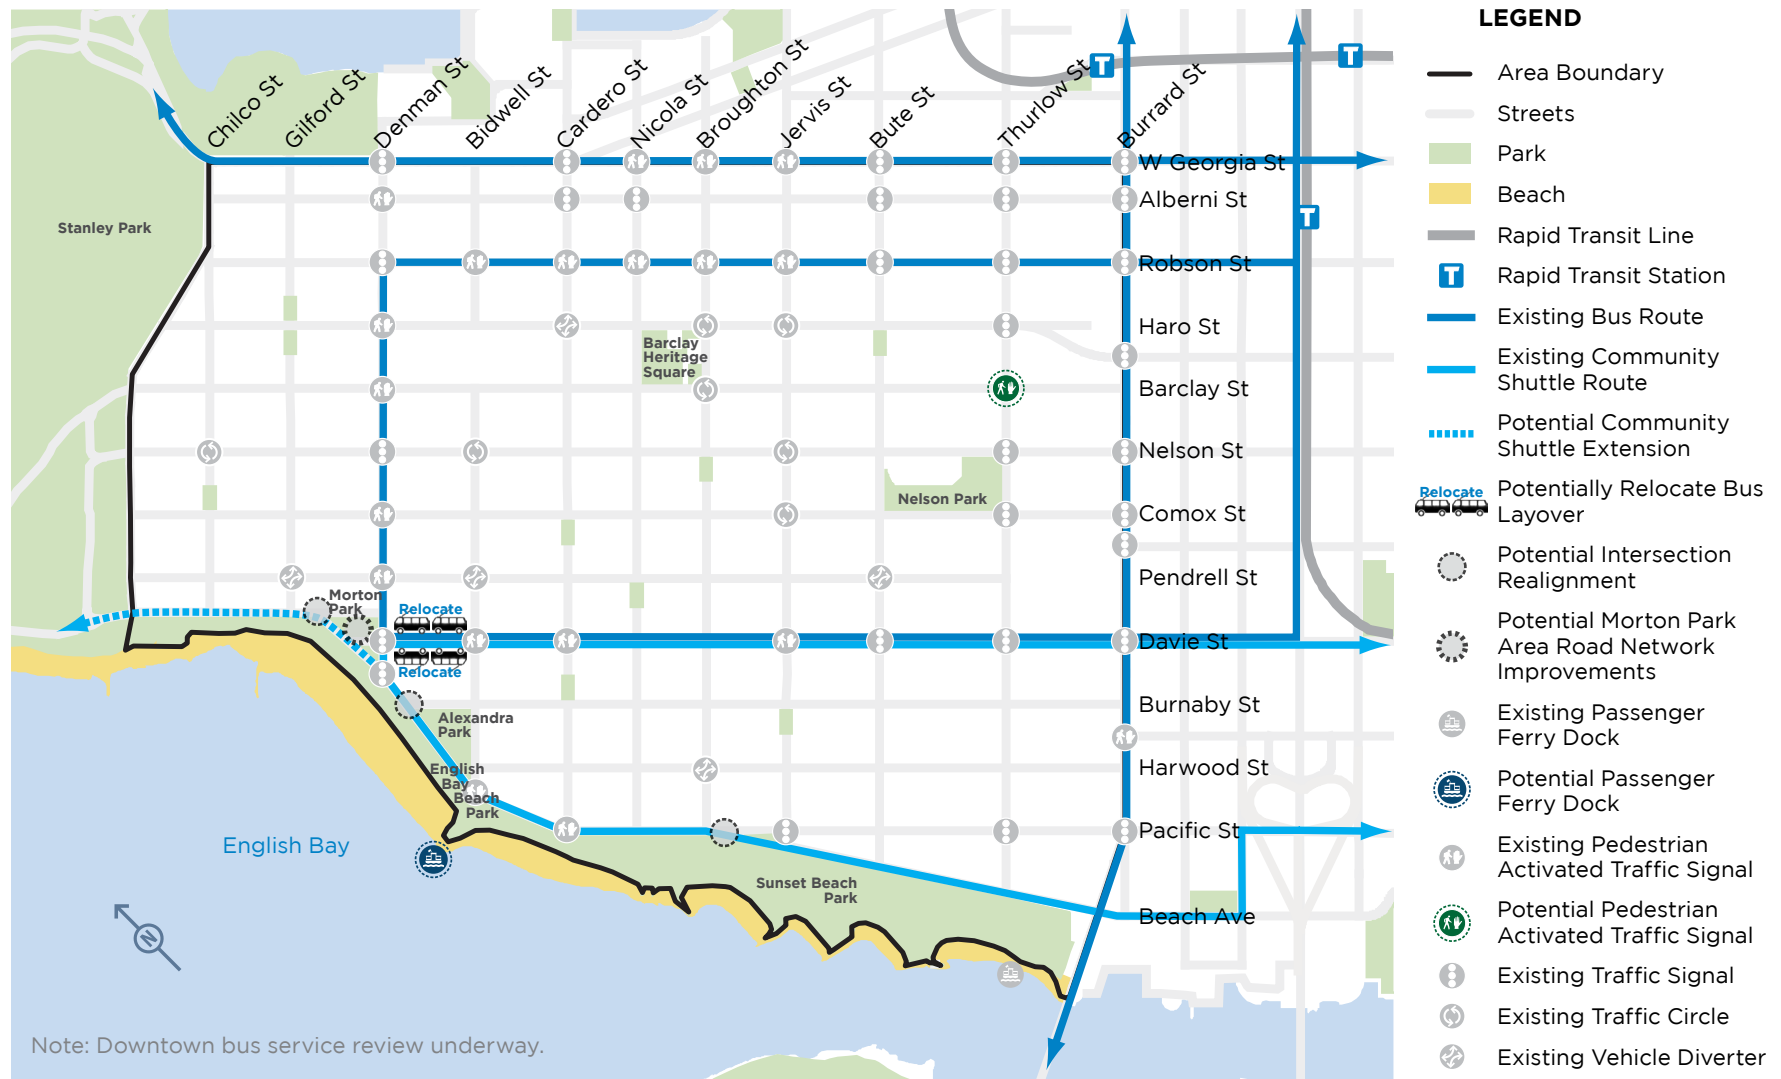 Chilco St
Gilford St
Denman St
Bidwell St
Cardero St
Nicola St
Broughton St
Jervis St
Bute St
Thurlow St
Burrard St
T
T
T
W Georgia St
Alberni St
Robson St
Haro St
Barclay St
Nelson St
Comox St
Pendrell St
Davie St
Burnaby St
Harwood St
Pacific St
Beach Ave
Stanley Park
Barclay
Heritage
Square
Nelson Park
Morton
Park
Relocate
Relocate
Alexandra
Park
English
Bay
Beach
Park
Sunset Beach
Park
English Bay
N
Note: Downtown bus service review underway.
LEGEND
Area Boundary
Streets
Park
Beach
Rapid Transit Line
T
Rapid Transit Station
Existing Bus Route
Existing Community
Shuttle Route
Potential Community
Shuttle Extension
Relocate
Potentially Relocate Bus
Layover
Potential Intersection
Realignment
Potential Morton Park
Area Road Network
Improvements
Existing Passenger
Ferry Dock
Potential Passenger
Ferry Dock
Existing Pedestrian
Activated Traffic Signal
Potential Pedestrian
Activated Traffic Signal
Existing Traffic Signal
Existing Traffic Circle
Existing Vehicle Diverter